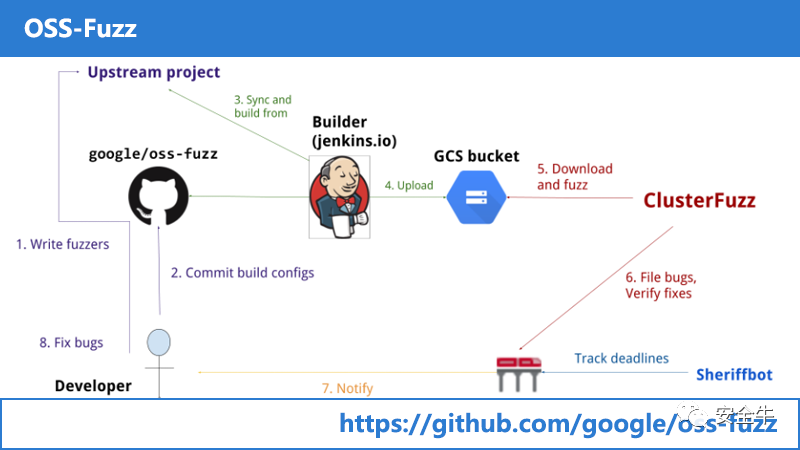 OSS-Fuzz
Upstream project
3. Sync and
build from
Builder
(jenkins.io)
google/oss-fuzz
GCS bucket
4. Upload
5. Download
and fuzz
ClusterFuzz
1. Write fuzzers
2. Commit build configs
6. File bugs,
Verify fixes
8. Fix bugs
Track deadlines
Sheriffbot
Developer
7. Notify
安全牛
https://github.com/google/oss-fuzz